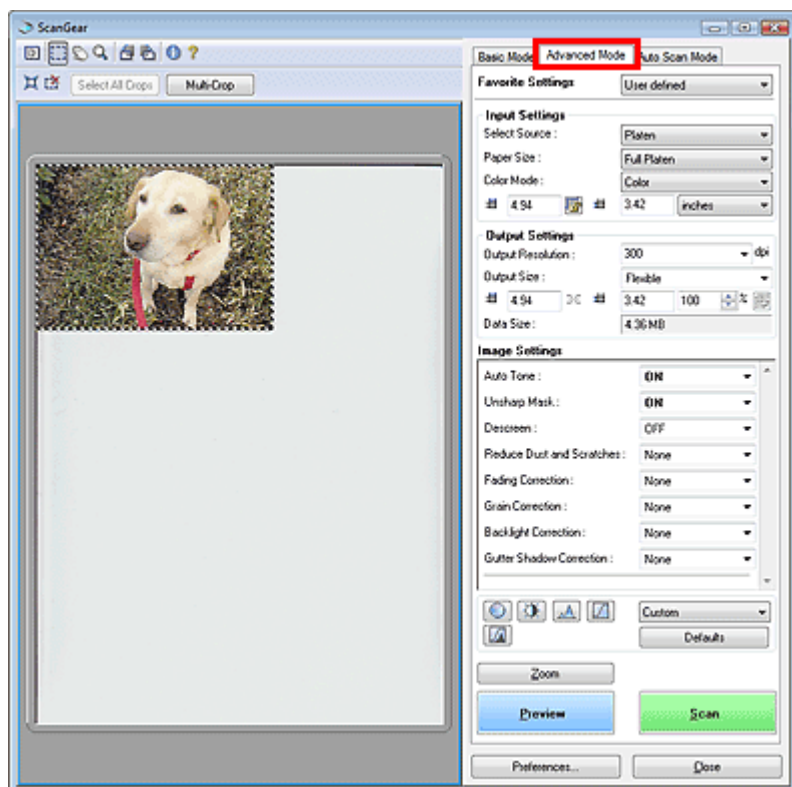 ScanGear
Basic Mode Advanced Mode Auto Scan Mode
Select All Crops Multi-Crop
Favorite Settings User defined
Input Settings
Select Source : Platen
Paper Size : Full Platen
Color Mode : Color
4.94 3.42 inches
Output Settings
Output Resolution : 300 dpi
Output Size : Flexible
4.94 3.42 100 %
Data Size : 4.36 MB
Image Settings
Auto Tone : ON
Unsharp Mask : ON
Descreen : OFF
Reduce Dust and Scratches : None
Fading Correction : None
Grain Correction : None
Backlight Correction : None
Gutter Shadow Correction : None
Custom
Defaults
Zoom
Preview Scan
Preferences... Close